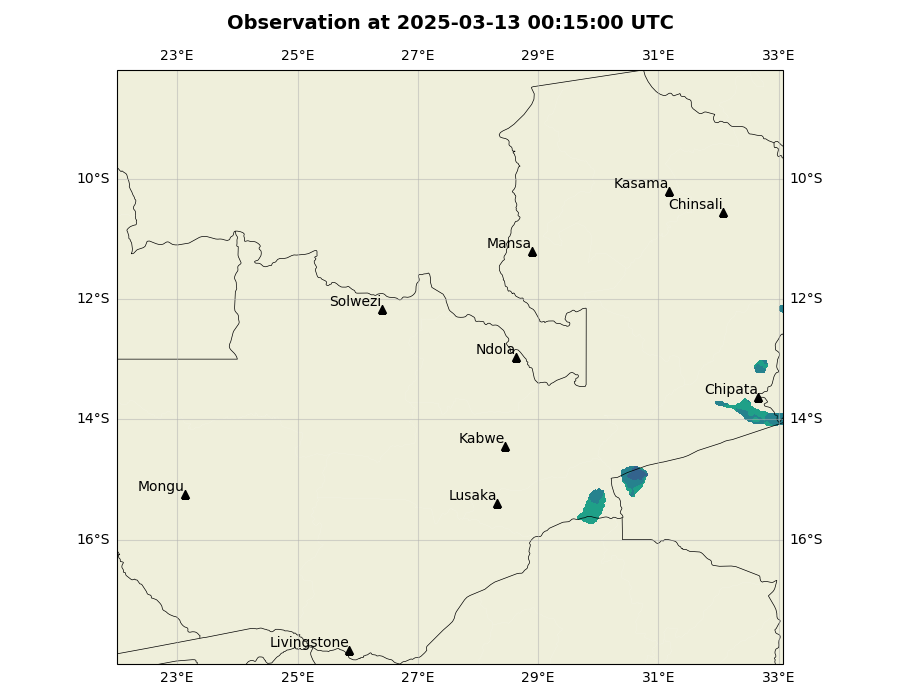 Observation at 2025-03-13 00:15:00 UTC
23°E 25°E 27°E 29°E 31°E 33°E
10°S 10°S
Kasama
Chinsali
Mansa
12°S 12°S
Solwezi
Ndola
Chipata
14°S 14°S
Kabwe
Mongu
Lusaka
16°S 16°S
Livingstone
23°E 25°E 27°E 29°E 31°E 33°E